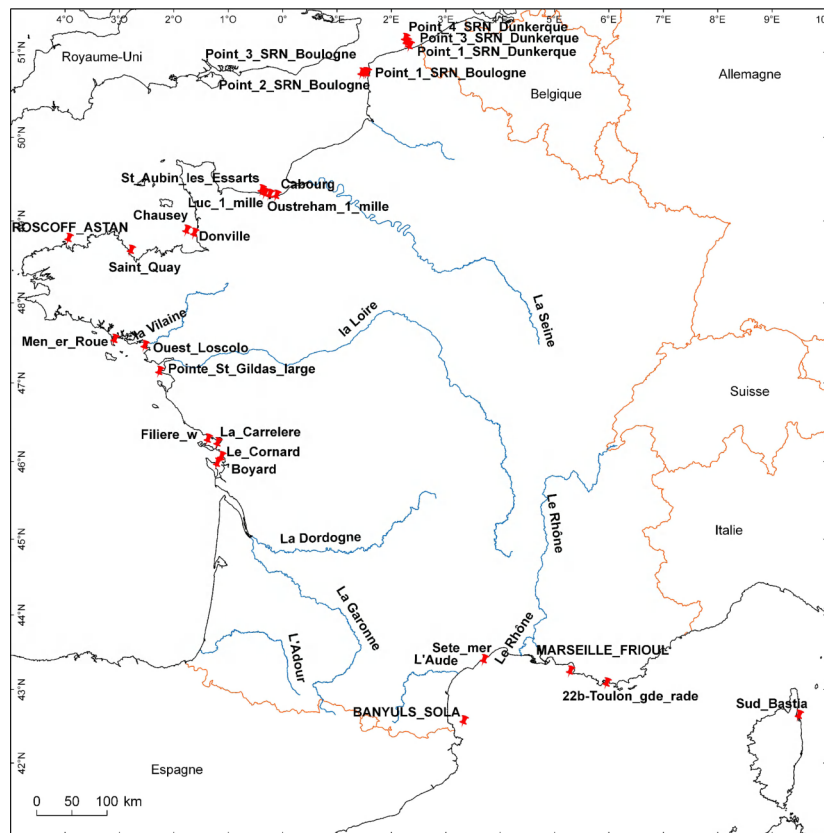 4°O 3°O 2°O 1°O 0° 1°E 2°E 3°E 4°E 5°E 6°E 7°E 8°E 9°E
Point_4_SRN_Dunkerque
Point_3_SRN_Dunkerque
Point_1_SRN_Dunkerque
51°N
Royaume-Uni
Point_3_SRN_Boulogne
Point_1_SRN_Boulogne
Point_2_SRN_Boulogne
Allemagne
Belgique
50°N
St_Aubin_les_Essarts
Cabourg
Luc_1_mille
Oustreham_1_mille
Chausey
ROSCOFF_ASTAN
Donville
Saint_Quay
48°N
La Seine
la Vilaine
la Loire
Men_er_Roue
Ouest_Loscolo
Pointe_St_Gildas_large
47°N
Suisse
Filiere_w
La_Carrelere
Le_Cornard
46°N
Boyard
Le Rhône
Italie
La Dordogne
45°N
La Garonne
44°N
L'Adour
Sete_mer
Le Rhône
MARSEILLE_FRIOUL
L'Aude
43°N
22b-Toulon_gde_rade
BANYULS_SOLA
Sud_Bastia
42°N
Espagne
0 50 100 km